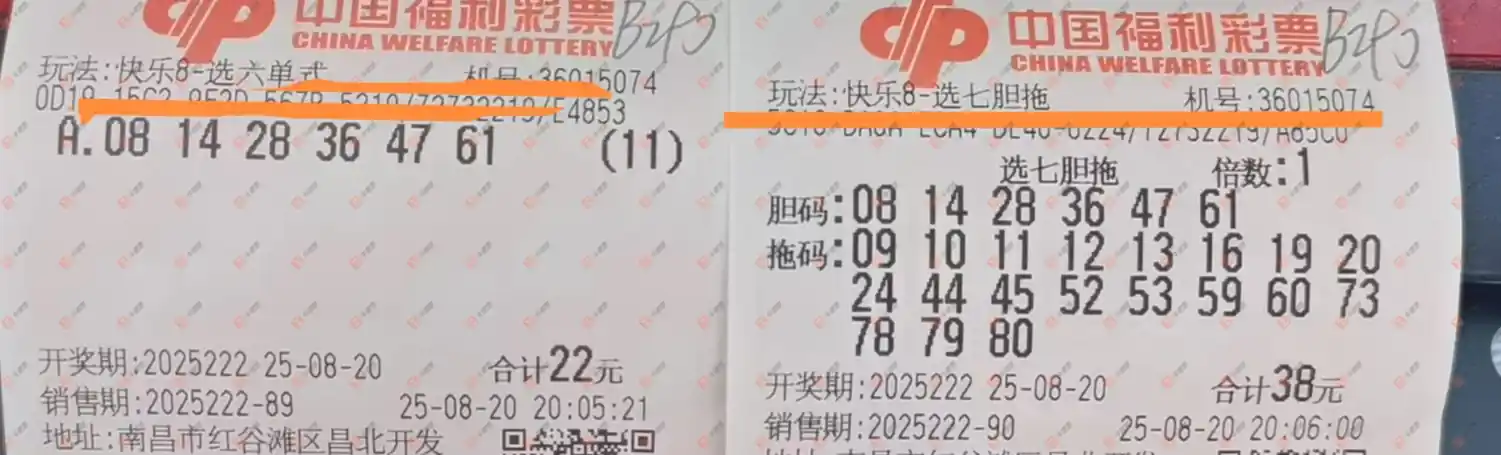 中国福利彩票
CHINA WELFARE LOTTERY
玩法:快乐8-选六单式 机号:36015074
/E4853
A.08 14 28 36 47 61 (11)
开奖期:2025222 25-08-20 合计22元
销售期:2025222-89 25-08-20 20:05:21
地址:南昌市红谷滩区昌北开发
中国福利彩票
CHINA WELFARE LOTTERY
玩法:快乐8-选七胆拖 机号:36015074
选七胆拖 倍数:1
胆码:08 14 28 36 47 61
拖码:09 10 11 12 13 16 19 20
24 44 45 52 53 59 60 73
78 79 80
开奖期:2025222 25-08-20 合计38元
销售期:2025222-90 25-08-20 20:06:00